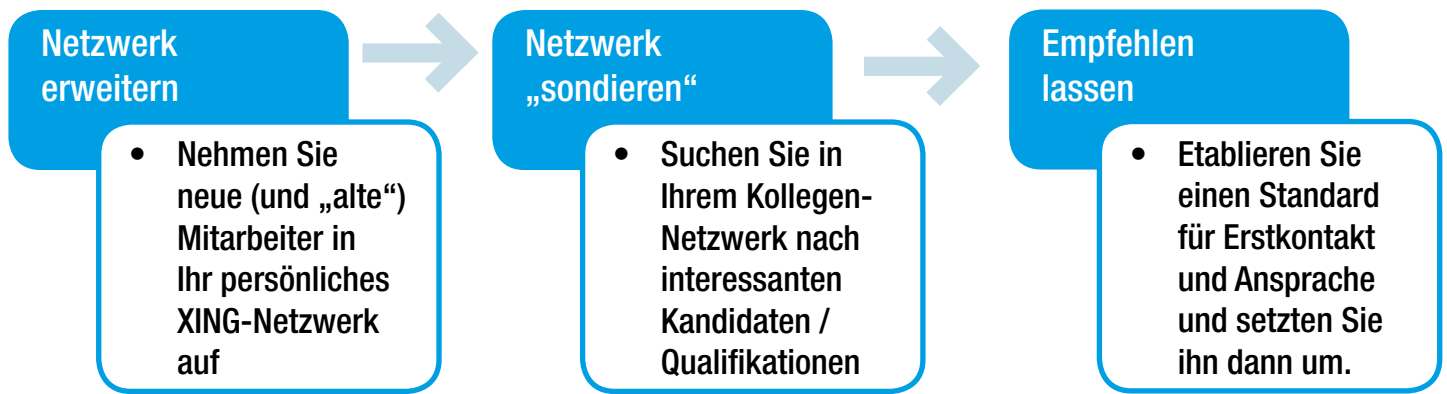 Netzwerk
erweitern
• Nehmen Sie
neue (und „alte“)
Mitarbeiter in
Ihr persönliches
XING-Netzwerk
auf
Netzwerk
„sondieren“
• Suchen Sie in
Ihrem Kollegen-
Netzwerk nach
interessanten
Kandidaten /
Qualifikationen
Empfehlen
lassen
• Etablieren Sie
einen Standard
für Erstkontakt
und Ansprache
und setzten Sie
ihn dann um.